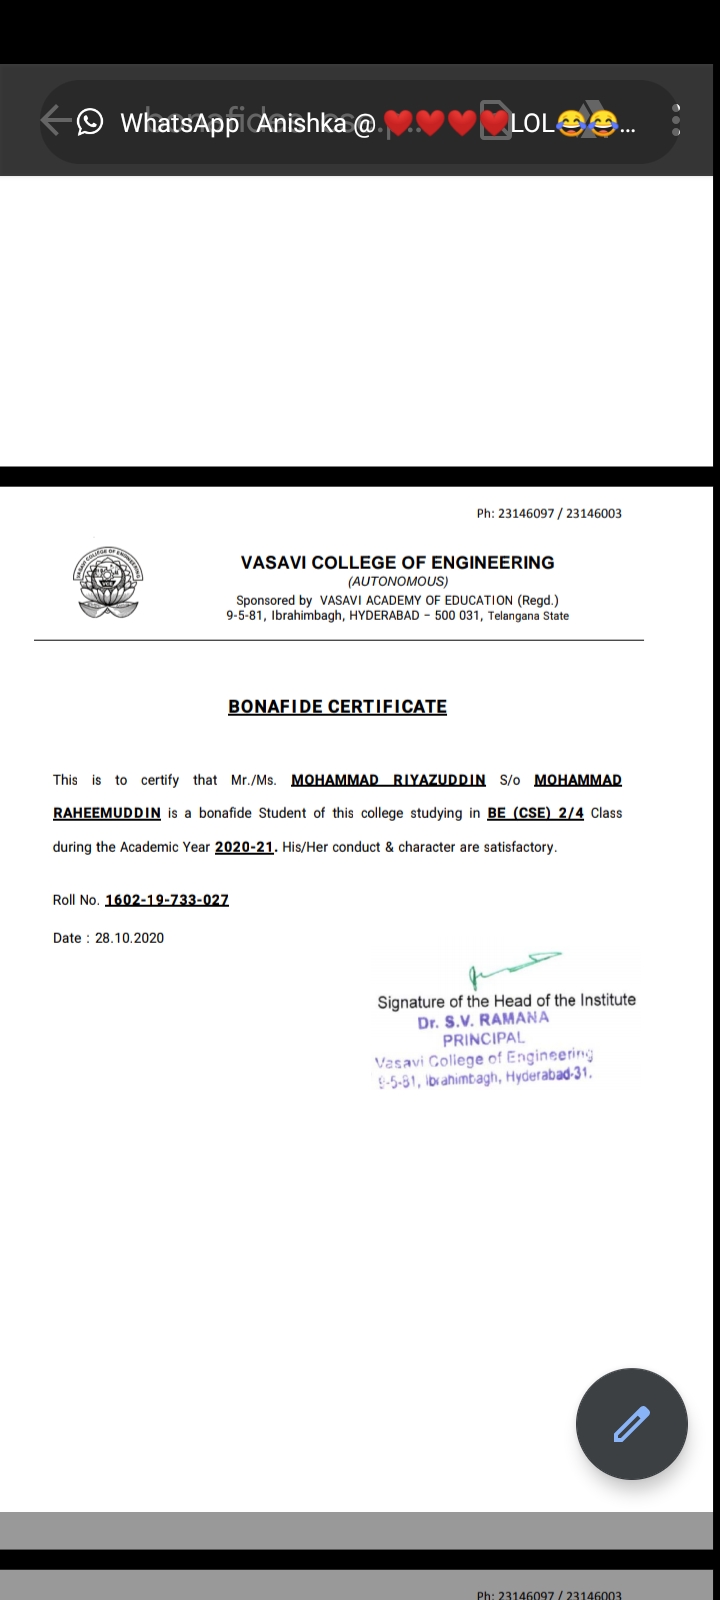 WhatsApp Anishka @ ❤️❤️❤️❤️LOL😂😂...
Ph: 23146097 / 23146003
VASAVI COLLEGE OF ENGINEERING
VASAVI COLLEGE OF ENGINEERING
(AUTONOMOUS)
Sponsored by VASAVI ACADEMY OF EDUCATION (Regd.)
9-5-81, Ibrahimbagh, HYDERABAD – 500 031, Telangana State
BONAFIDE CERTIFICATE
This is to certify that Mr./Ms. MOHAMMAD RIYAZUDDIN S/o MOHAMMAD
RAHEEMUDDIN is a bonafide Student of this college studying in BE (CSE) 2/4 Class
during the Academic Year 2020-21. His/Her conduct & character are satisfactory.
Roll No. 1602-19-733-027
Date : 28.10.2020
Signature of the Head of the Institute
Dr. S.V. RAMANA
PRINCIPAL
Vasavi College of Engineering
9-5-81, Ibrahimbagh, Hyderabad-31.
Ph: 23146097 / 23146003